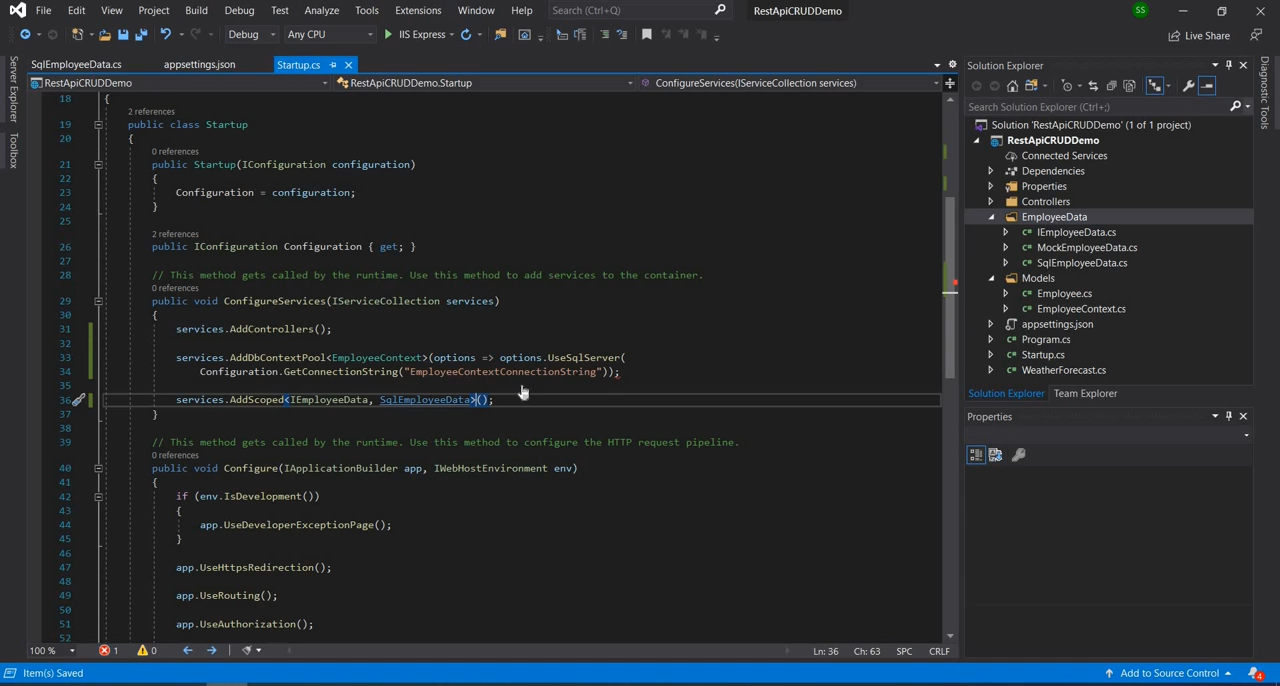 File Edit View Project Build Debug Test Analyze Tools Extensions Window Help Search (Ctrl+Q) RestApiCRUDDemo SS
Debug Any CPU IIS Express Live Share
SqlEmployeeData.cs appsettings.json Startup.cs
RestApiCRUDDemo RestApiCRUDDemo.Startup ConfigureServices(IServiceCollection services)
Server Explorer
Toolbox
18 {
2 references
19 public class Startup
20 {
0 references
21 public Startup(IConfiguration configuration)
22 {
23 Configuration = configuration;
24 }
25
2 references
26 public IConfiguration Configuration { get; }
27
28 // This method gets called by the runtime. Use this method to add services to the container.
0 references
29 public void ConfigureServices(IServiceCollection services)
30 {
31 services.AddControllers();
32
33 services.AddDbContextPool<EmployeeContext>(options => options.UseSqlServer(
34 Configuration.GetConnectionString("EmployeeContextConnectionString"));
35
36 services.AddScoped<IEmployeeData, SqlEmployeeData>();
37 }
38
39 // This method gets called by the runtime. Use this method to configure the HTTP request pipeline.
0 references
40 public void Configure(IApplicationBuilder app, IWebHostEnvironment env)
41 {
42 if (env.IsDevelopment())
43 {
44 app.UseDeveloperExceptionPage();
45 }
46
47 app.UseHttpsRedirection();
48
49 app.UseRouting();
50
51 app.UseAuthorization();
52
100 % 1 0 Ln: 36 Ch: 63 SPC CRLF
Solution Explorer
Search Solution Explorer (Ctrl+;)
Solution 'RestApiCRUDDemo' (1 of 1 project)
RestApiCRUDDemo
Connected Services
Dependencies
Properties
Controllers
EmployeeData
C# IEmployeeData.cs
C# MockEmployeeData.cs
C# SqlEmployeeData.cs
Models
C# Employee.cs
C# EmployeeContext.cs
appsettings.json
C# Program.cs
C# Startup.cs
C# WeatherForecast.cs
Solution Explorer Team Explorer
Properties
Diagnostic Tools
Item(s) Saved Add to Source Control 4